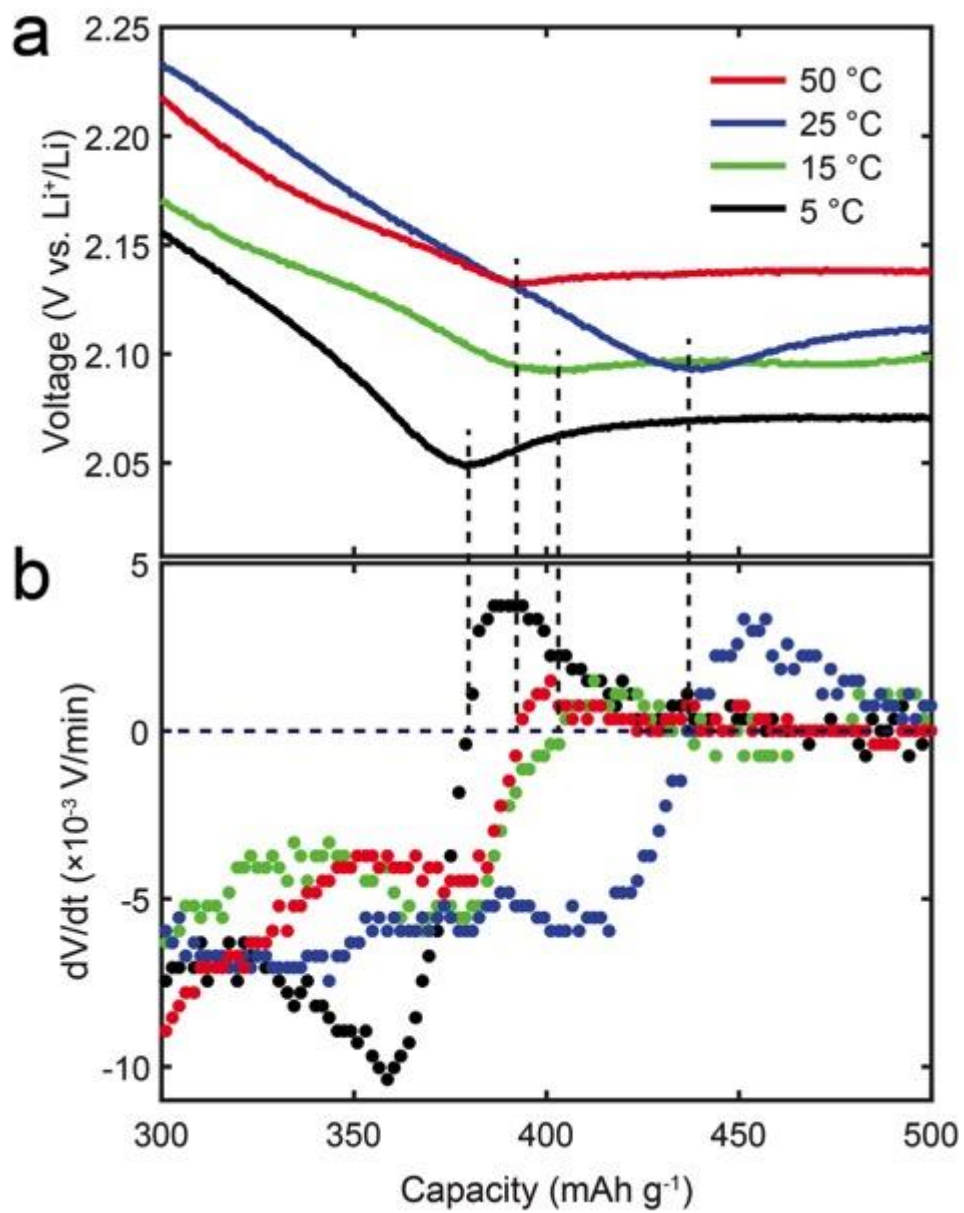 a
2.25
2.20
2.15
2.10
2.05
Voltage (V vs. Li⁺/Li)
50 °C
25 °C
15 °C
5 °C
b
5
0
-5
-10
dV/dt (×10⁻³ V/min)
300
350
400
450
500
Capacity (mAh g⁻¹)